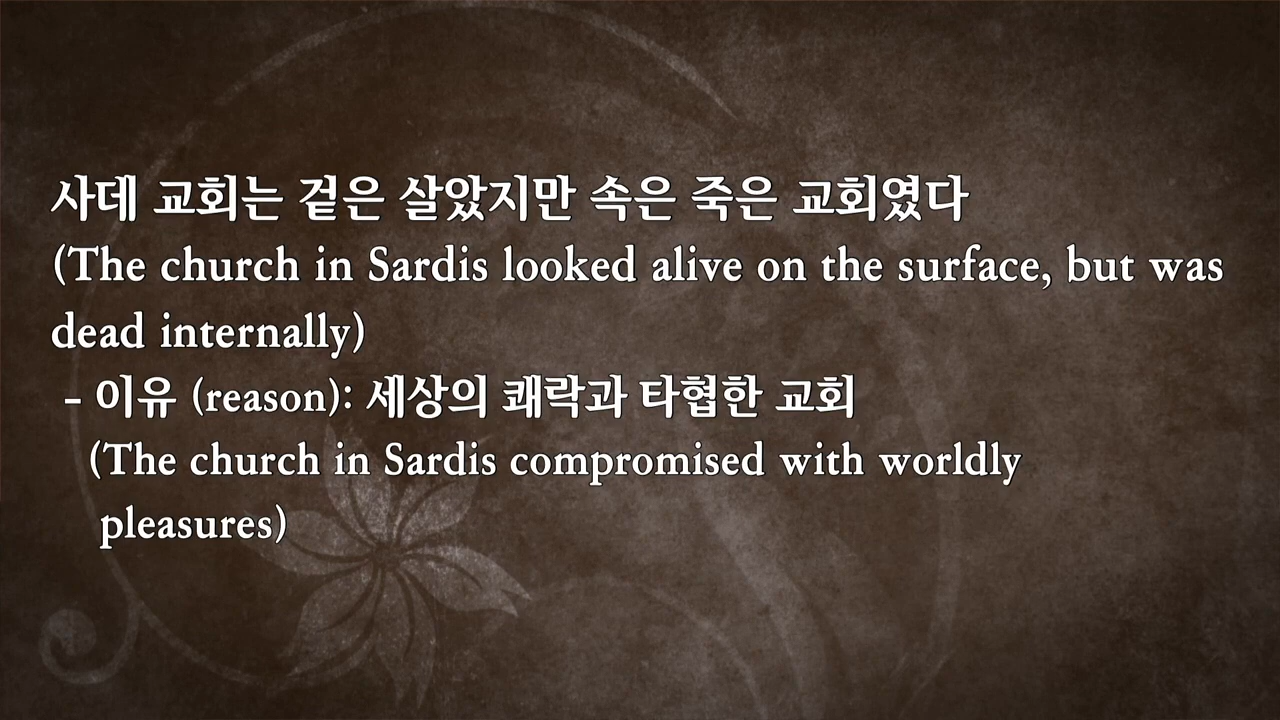 사데 교회는 겉은 살았지만 속은 죽은 교회였다
(The church in Sardis looked alive on the surface, but was
dead internally)
- 이유 (reason): 세상의 쾌락과 타협한 교회
(The church in Sardis compromised with worldly
pleasures)